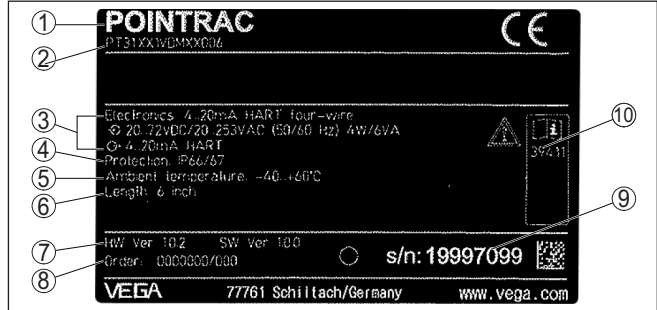 1 POINTRAC
2 PT31XX1VDMXX006
3 Electronics: 4..20mA HART four-wire
20..72VDC/20..253VAC (50/60 Hz) 4W/6VA
4..20mA HART
4 Protection: IP66/67
5 Ambient temperature: -40..+60°C
6 Length: 6 inch
10
39411
9
7 HW Ver 1.0.2 SW Ver 1.0.0
8 Order: 0000000/000
s/n: 19997099
VEGA 77761 Schiltach/Germany www.vega.com